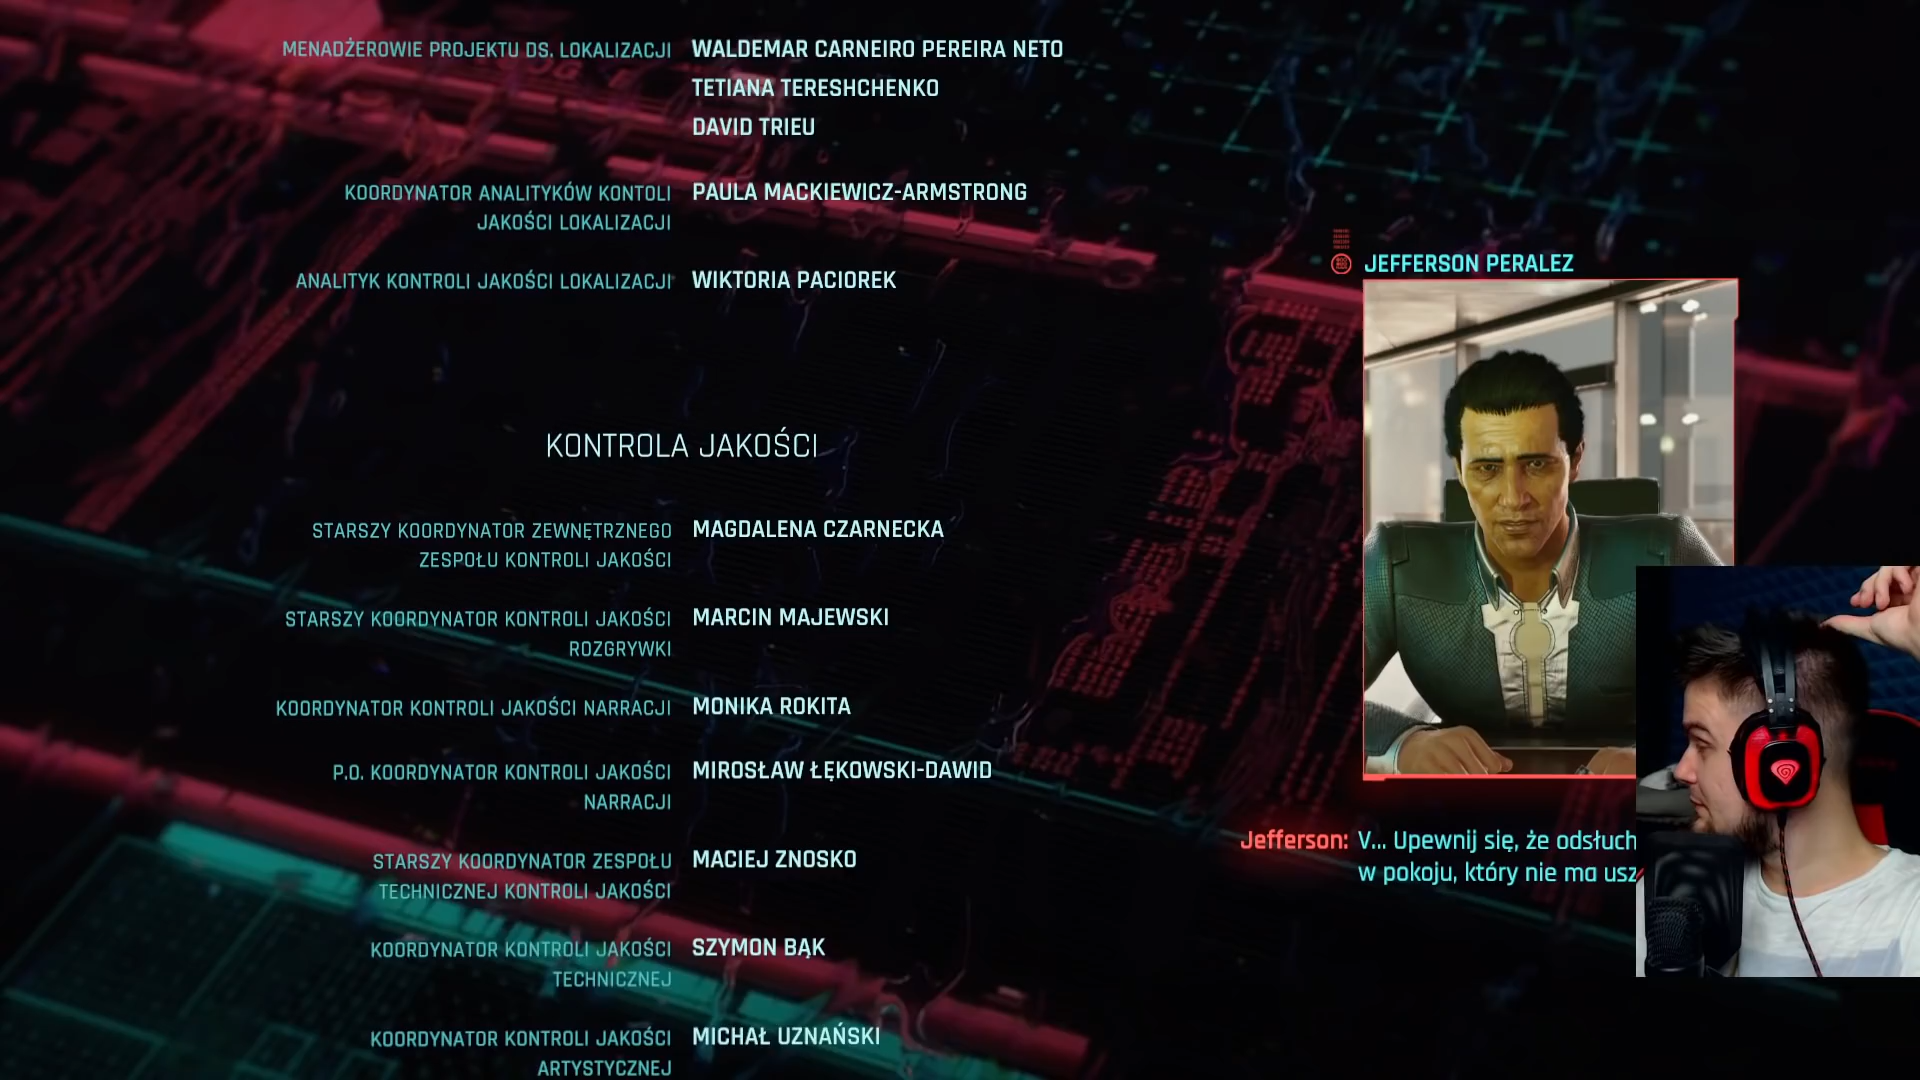 MENADŻEROWIE PROJEKTU DS. LOKALIZACJI WALDEMAR CARNEIRO PEREIRA NETO
TETIANA TERESHCHENKO
DAVID TRIEU
KOORDYNATOR ANALITYKÓW KONTOLI PAULA MACKIEWICZ-ARMSTRONG
JAKOŚCI LOKALIZACJI
ANALITYK KONTROLI JAKOŚCI LOKALIZACJI WIKTORIA PACIOREK
KONTROLA JAKOŚCI
STARSZY KOORDYNATOR ZEWNĘTRZNEGO MAGDALENA CZARNECKA
ZESPOŁU KONTROLI JAKOŚCI
STARSZY KOORDYNATOR KONTROLI JAKOŚCI MARCIN MAJEWSKI
ROZGRYWKI
KOORDYNATOR KONTROLI JAKOŚCI NARRACJI MONIKA ROKITA
P.O. KOORDYNATOR KONTROLI JAKOŚCI MIROSŁAW ŁĘKOWSKI-DAWID
NARRACJI
STARSZY KOORDYNATOR ZESPOŁU MACIEJ ZNOSKO
TECHNICZNEJ KONTROLI JAKOŚCI
KOORDYNATOR KONTROLI JAKOŚCI SZYMON BĄK
TECHNICZNEJ
KOORDYNATOR KONTROLI JAKOŚCI MICHAŁ UZNAŃSKI
ARTYSTYCZNEJ
JEFFERSON PERALEZ
Jefferson: V... Upewnij się, że odsłuch
w pokoju, który nie ma usz